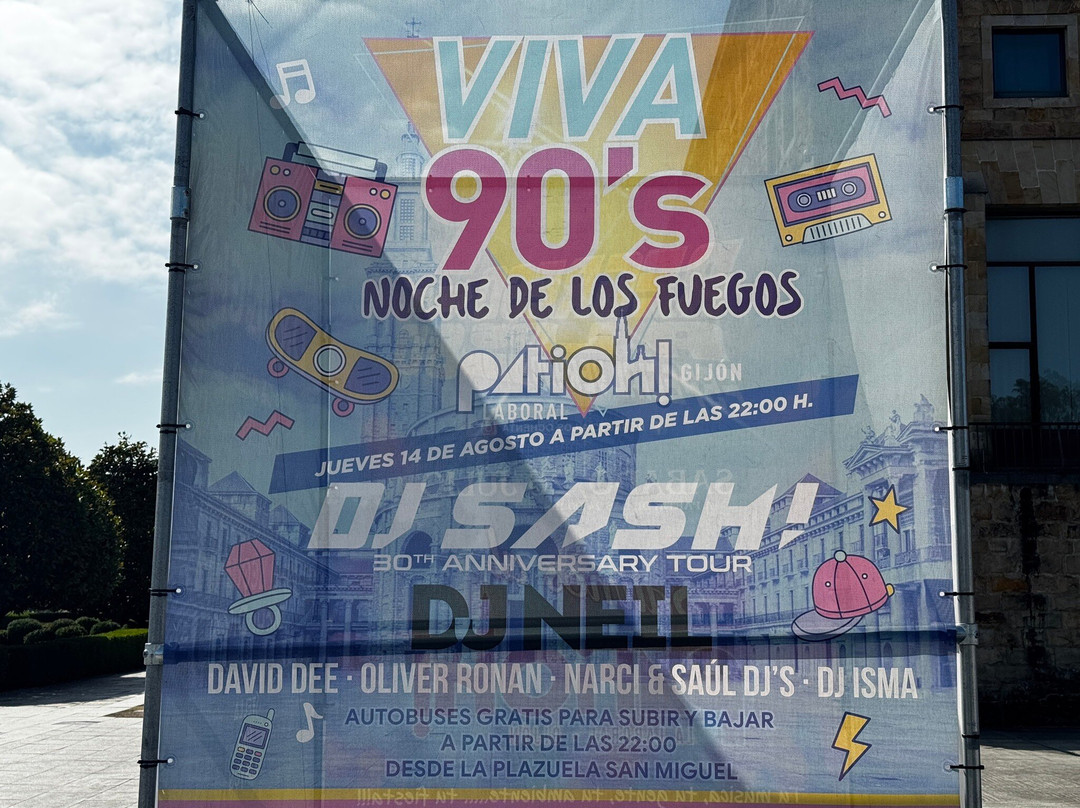 VIVA
90's
NOCHE DE LOS FUEGOS
patioh!
GIJÓN
LABORAL
JUEVES 14 DE AGOSTO A PARTIR DE LAS 22:00 H.
DJ SASH!
30TH ANNIVERSARY TOUR
DJ NEIL
DAVID DEE · OLIVER RONAN · NARCI & SAÚL DJ'S · DJ ISMA
AUTOBUSES GRATIS PARA SUBIR Y BAJAR
A PARTIR DE LAS 22:00
DESDE LA PLAZUELA SAN MIGUEL